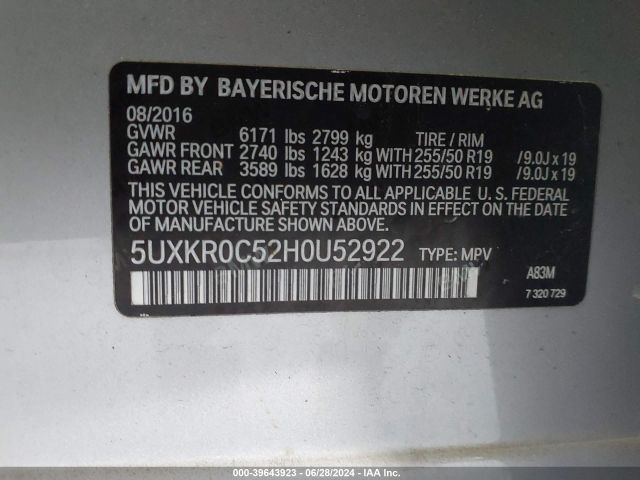 MFD BY BAYERISCHE MOTOREN WERKE AG
08/2016
GVWR 6171 lbs 2799 kg TIRE / RIM
GAWR FRONT 2740 lbs 1243 kg WITH 255/50 R19 /9.0J x 19
GAWR REAR 3589 lbs 1628 kg WITH 255/50 R19 /9.0J x 19
THIS VEHICLE CONFORMS TO ALL APPLICABLE U. S. FEDERAL
MOTOR VEHICLE SAFETY STANDARDS IN EFFECT ON THE DATE
OF MANUFACTURE SHOWN ABOVE.
5UXKR0C52H0U52922 TYPE: MPV
A83M
7 320 729
000-39643923 / 06/28/2024 - IAA Inc.